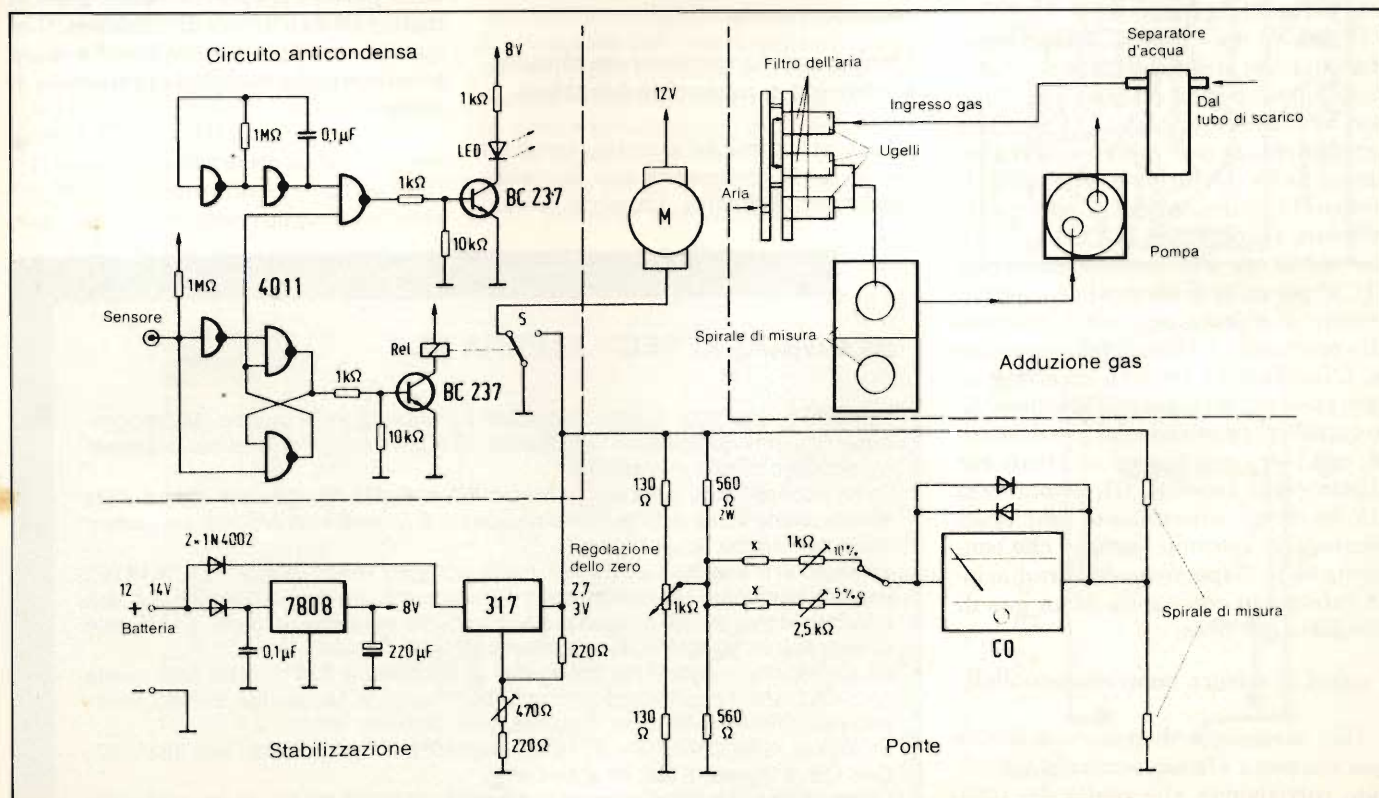 Circuito anticondensa
8V
1kΩ
LED
BC 237
1MΩ
0,1µF
1kΩ
10kΩ
1MΩ
4011
Sensore
Rel
S
1kΩ
BC 237
10kΩ
12V
M
Filtro dell'aria
Ingresso gas
Ugelli
Aria
Separatore
d'acqua
Dal
tubo di scarico
Pompa
Spirale di misura
Adduzione gas
2×1N4002
12
14V
+
Batteria
7808
8V
0,1µF
220µF
317
2,7
3V
220Ω
470Ω
220Ω
Stabilizzazione
Regolazione
dello zero
130
Ω
560
Ω
2W
1kΩ
x
1kΩ
10%
x
5%
2,5kΩ
130
Ω
560
Ω
CO
Spirale di misura
Ponte